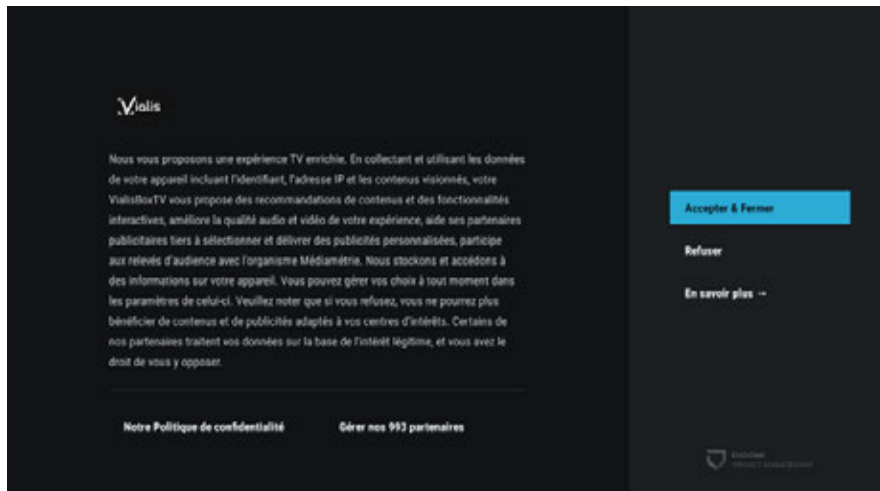 Vialis
Nous vous proposons une expérience TV enrichie. En collectant et utilisant les données
de votre appareil incluant l'identifiant, l'adresse IP et les contenus visionnés, votre
VialisBoxTV vous propose des recommandations de contenus et des fonctionnalités
interactives, améliore la qualité audio et vidéo de votre expérience, aide ses partenaires
publicitaires tiers à sélectionner et délivrer des publicités personnalisées, participe
aux relevés d'audience avec l'organisme Médiamétrie. Nous stockons et accédons à
des informations sur votre appareil. Vous pouvez gérer vos choix à tout moment dans
les paramètres de celui-ci. Veuillez noter que si vous refusez, vous ne pourrez plus
bénéficier de contenus et de publicités adaptés à vos centres d'intérêts. Certains de
nos partenaires traitent vos données sur la base de l'intérêt légitime, et vous avez le
droit de vous y opposer.
Notre Politique de confidentialité
Gérer nos 993 partenaires
Accepter & Fermer
Refuser
En savoir plus →